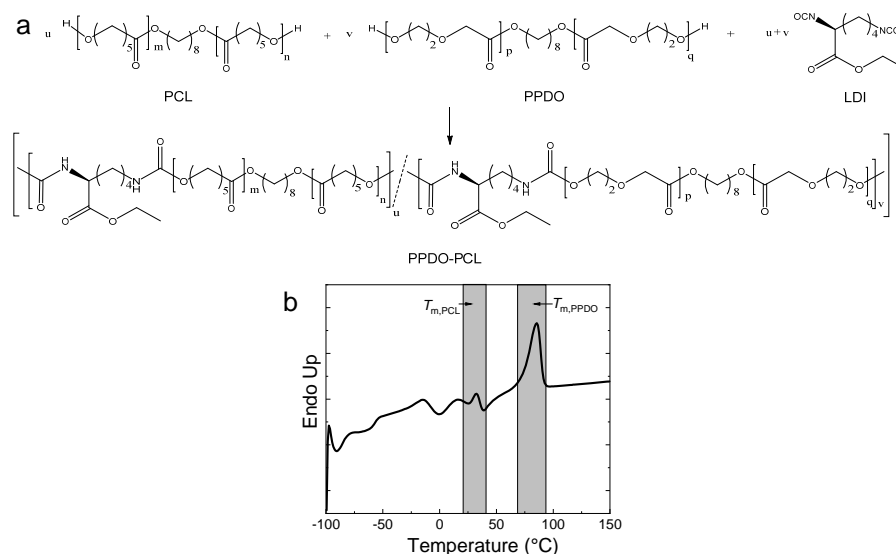 a
u H O ( )5 O m O ( )8 O O ( )5 O H n + v H O ( )2 O O p O ( )8 O O O ( )2 O H q + u+v OCN ( )4 NCO O O
PCL PPDO LDI
O N H ( )4 N H O O O O ( )5 O m O ( )8 O O ( )5 O n u O N H ( )4 N H O O O O ( )2 O O p O ( )8 O O O ( )2 O q v
PPDO-PCL
b
Tm,PCL Tm,PPDO
Endo Up
-100 -50 0 50 100 150
Temperature (°C)